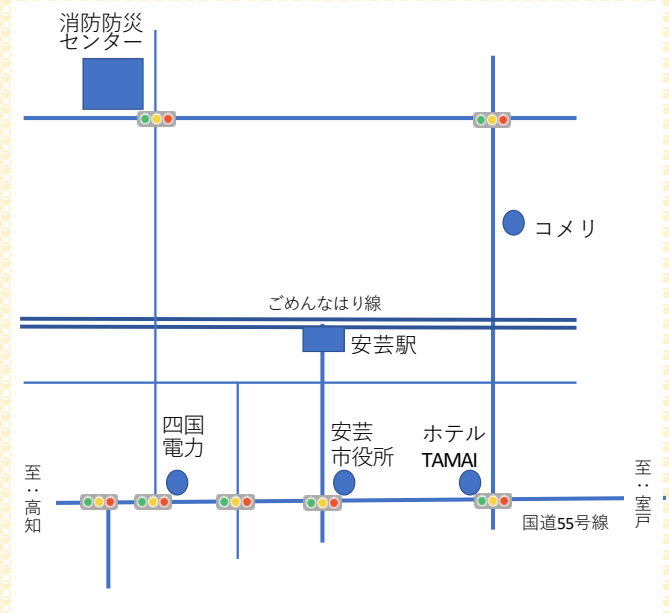 消防防災
センター
コメリ
ごめんなはり線
安芸駅
四国
電力
安芸
市役所
ホテル
TAMAI
至：高知
至：室戸
国道55号線